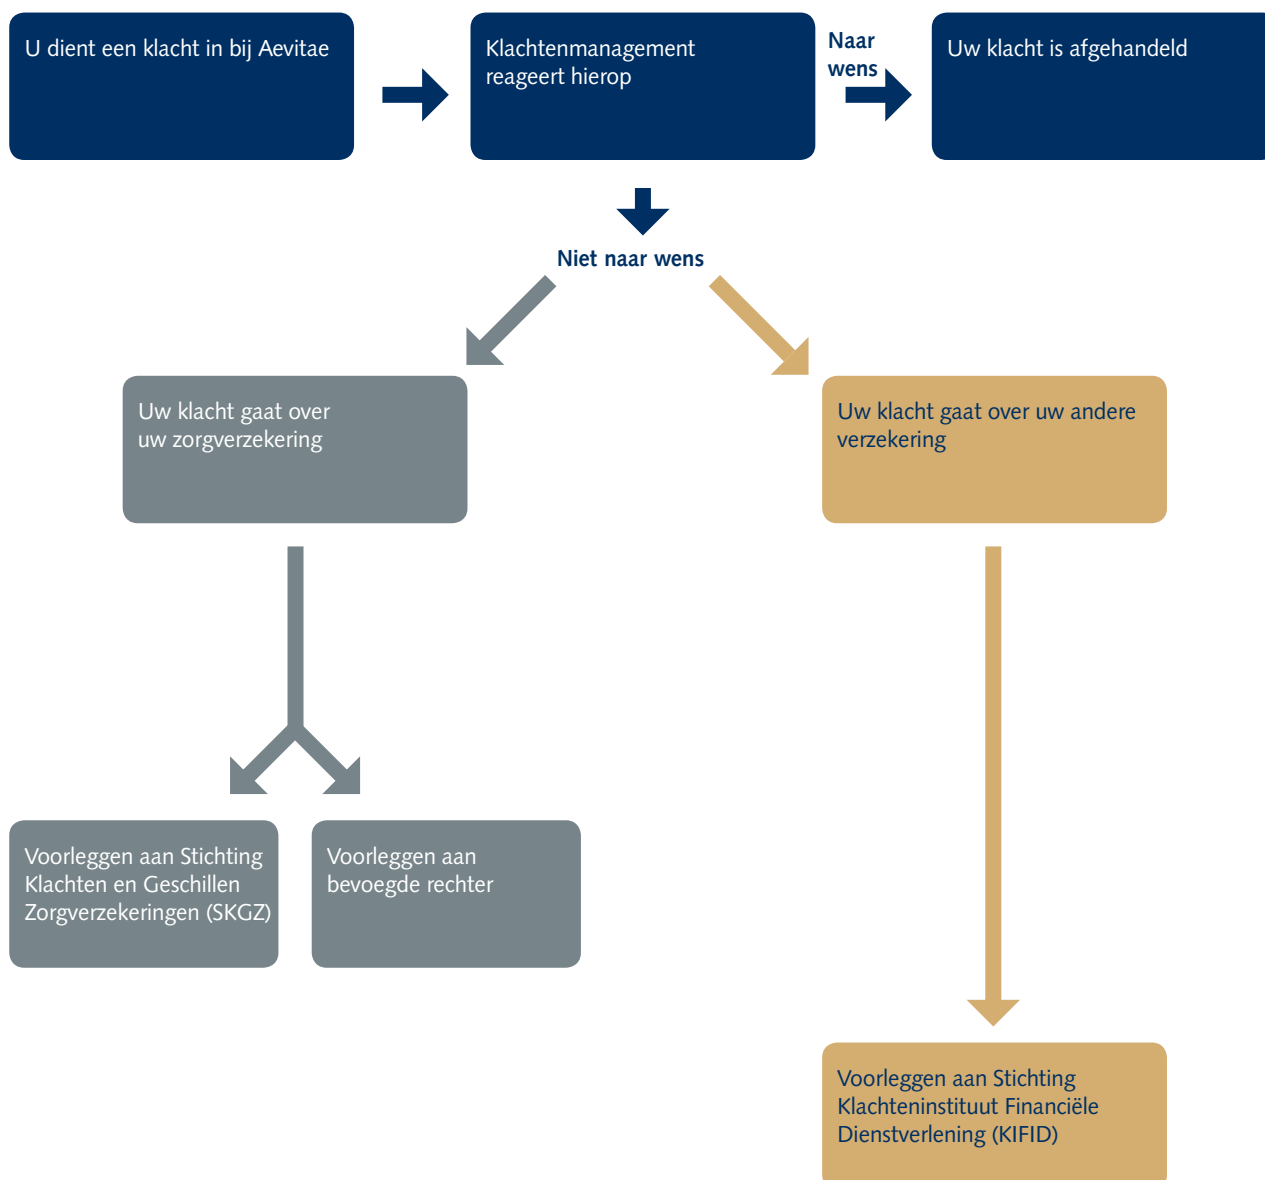 U dient een klacht in bij Aevitae
Klachtenmanagement
reageert hierop
Naar
wens
Uw klacht is afgehandeld
Niet naar wens
Uw klacht gaat over
uw zorgverzekering
Uw klacht gaat over uw andere
verzekering
Voorleggen aan Stichting
Klachten en Geschillen
Zorgverzekeringen (SKGZ)
Voorleggen aan
bevoegde rechter
Voorleggen aan Stichting
Klachteninstituut Financiële
Dienstverlening (KIFID)